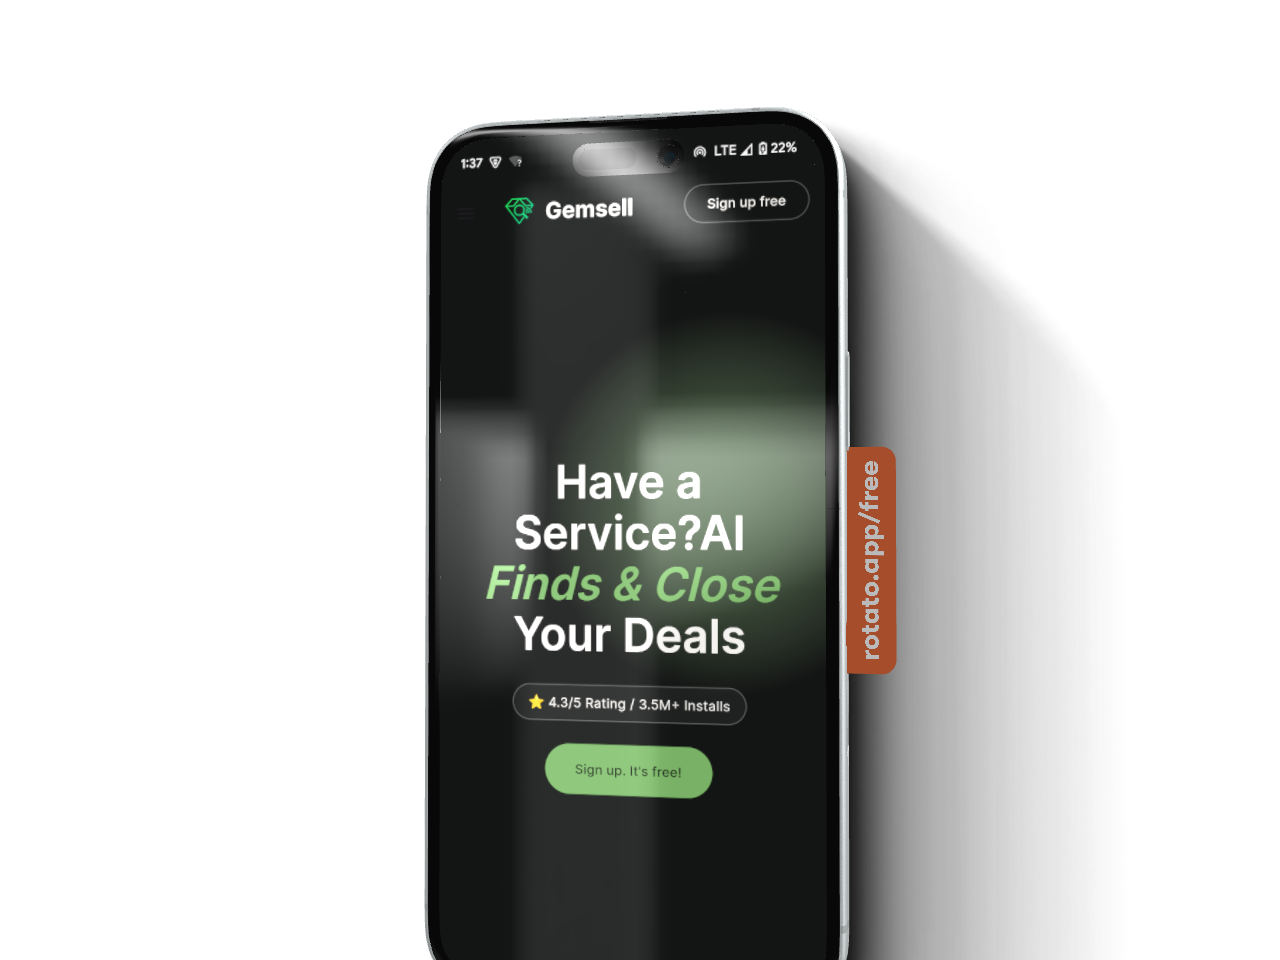 1:37
LTE 22%
Gemsell
Sign up free
Have a
Service?AI
Finds & Close
Your Deals
⭐ 4.3/5 Rating / 3.5M+ Installs
Sign up. It's free!
rotato.app/free